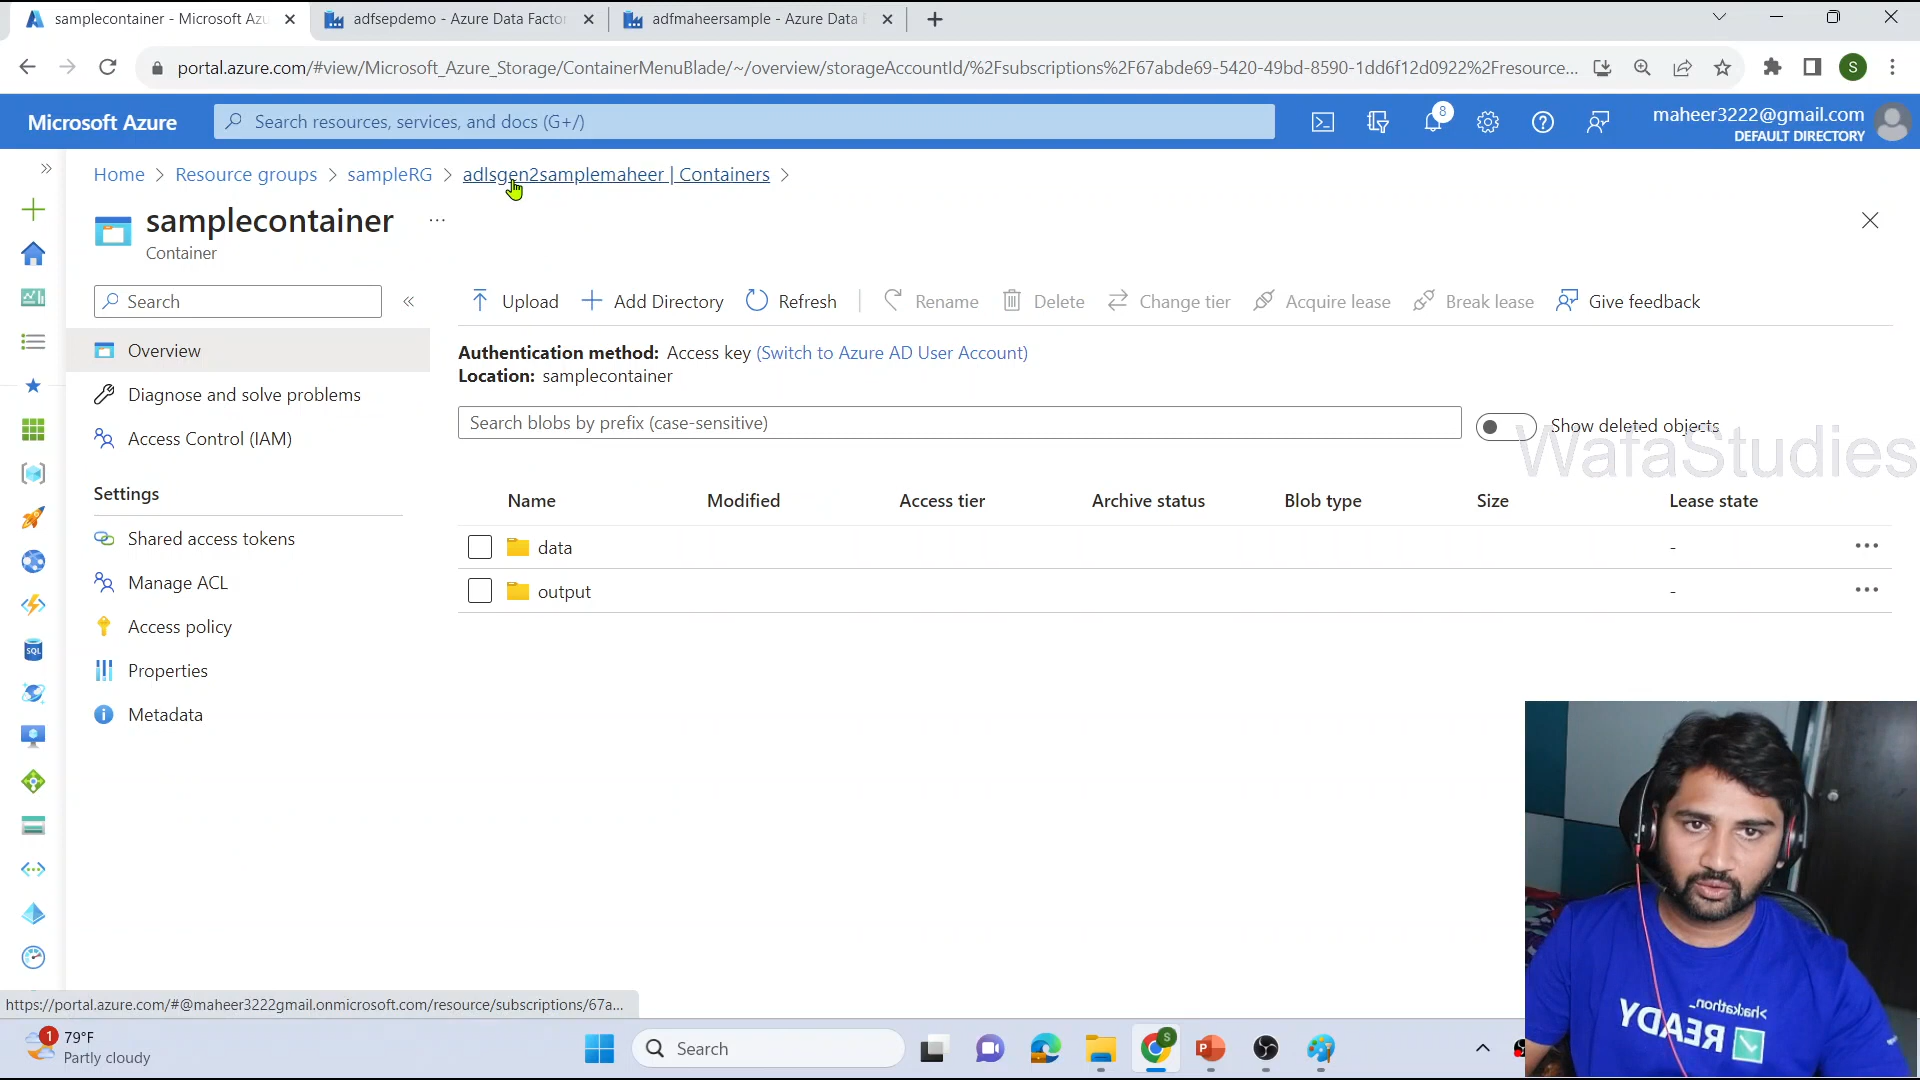 samplecontainer - Microsoft Az
adfsepdemo - Azure Data Factor
adfmaheersample - Azure Data
portal.azure.com/#view/Microsoft_Azure_Storage/ContainerMenuBlade/~/overview/storageAccountId/%2Fsubscriptions%2F67abde69-5420-49bd-8590-1dd6f12d0922%2Fresource...
S
Microsoft Azure
Search resources, services, and docs (G+/)
8
maheer3222@gmail.com
DEFAULT DIRECTORY
Home > Resource groups > sampleRG > adlsgen2samplemaheer | Containers >
samplecontainer ...
Container
Search
Upload Add Directory Refresh Rename Delete Change tier Acquire lease Break lease Give feedback
Overview
Diagnose and solve problems
Access Control (IAM)
Settings
Shared access tokens
Manage ACL
Access policy
Properties
Metadata
Authentication method: Access key (Switch to Azure AD User Account)
Location: samplecontainer
Search blobs by prefix (case-sensitive)
Show deleted objects
WafaStudies
Name Modified Access tier Archive status Blob type Size Lease state
data - ...
output - ...
SQL
https://portal.azure.com/#@maheer3222gmail.onmicrosoft.com/resource/subscriptions/67a...
1
79°F
Partly cloudy
Search
S
>hackathon_
READY